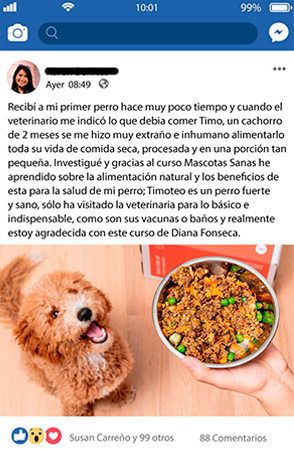 10:01 99%
Ayer 08:49
Recibí a mi primer perro hace muy poco tiempo y cuando el
veterinario me indicó lo que debia comer Timo, un cachorro
de 2 meses se me hizo muy extraño e inhumano alimentarlo
toda su vida de comida seca, procesada y en una porción tan
pequeña. Investigué y gracias al curso Mascotas Sanas he
aprendido sobre la alimentación natural y los beneficios de
esta para la salud de mi perro; Timoteo es un perro fuerte
y sano, sólo ha visitado la veterinaria para lo básico e
indispensable, como son sus vacunas o baños y realmente
estoy agradecida con este curso de Diana Fonseca.
Susan Carreño y 99 otros 88 Comentarios